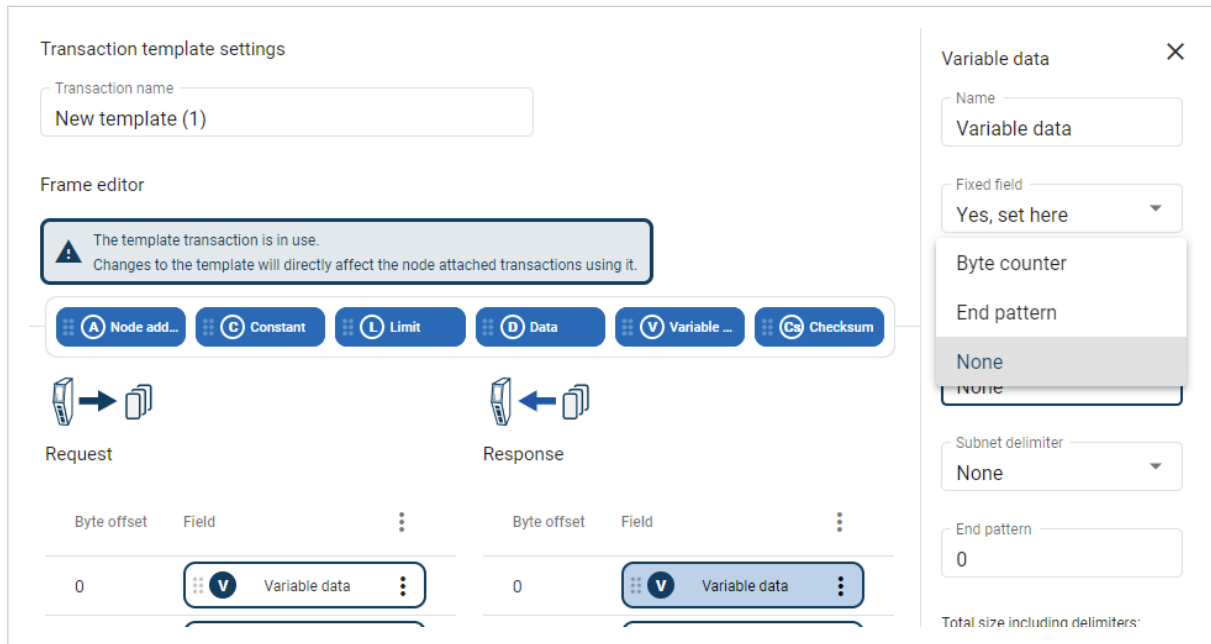 Transaction template settings
Transaction name
New template (1)
Frame editor
The template transaction is in use.
Changes to the template will directly affect the node attached transactions using it.
A Node add...
C Constant
L Limit
D Data
V Variable ...
Cs Checksum
Request
Response
Byte offset Field
Byte offset Field
0 V Variable data
0 V Variable data
Variable data
Name
Variable data
Fixed field
Yes, set here
Byte counter
End pattern
None
None
Subnet delimiter
None
End pattern
0
Total size including delimiters: